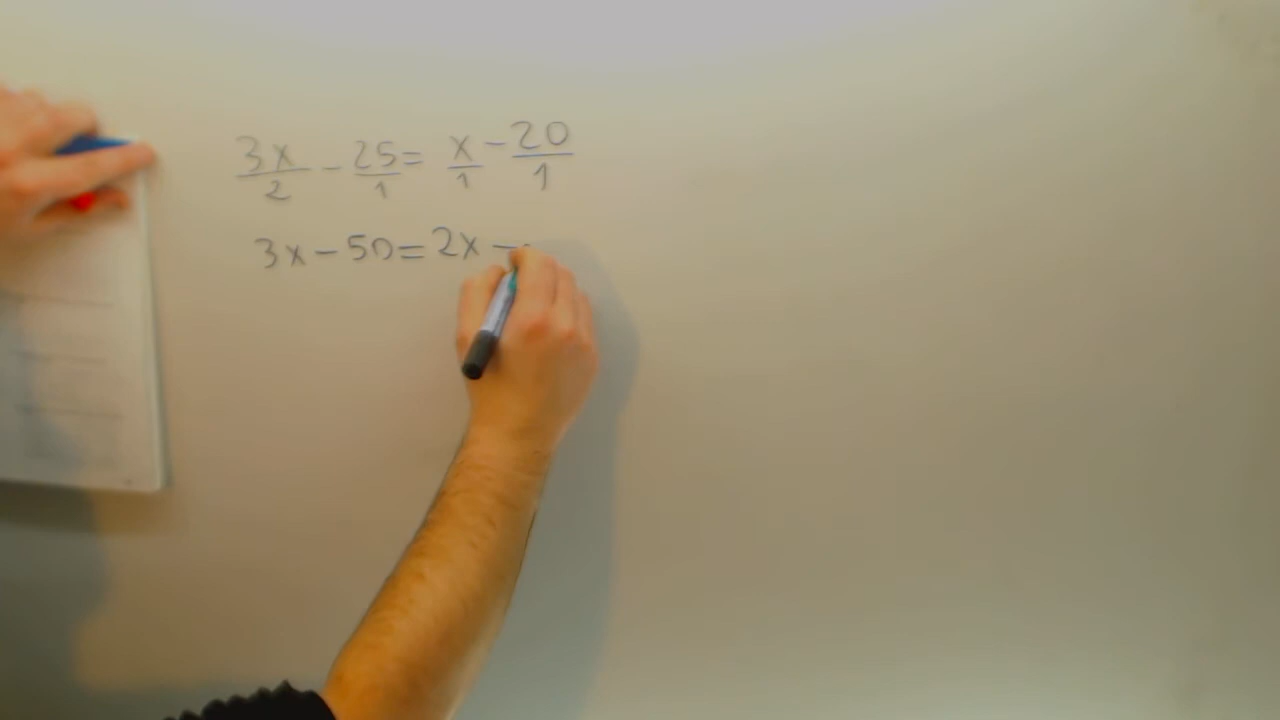 3x/2 - 25/1 = x/1 - 20/1
3x - 50 = 2x -